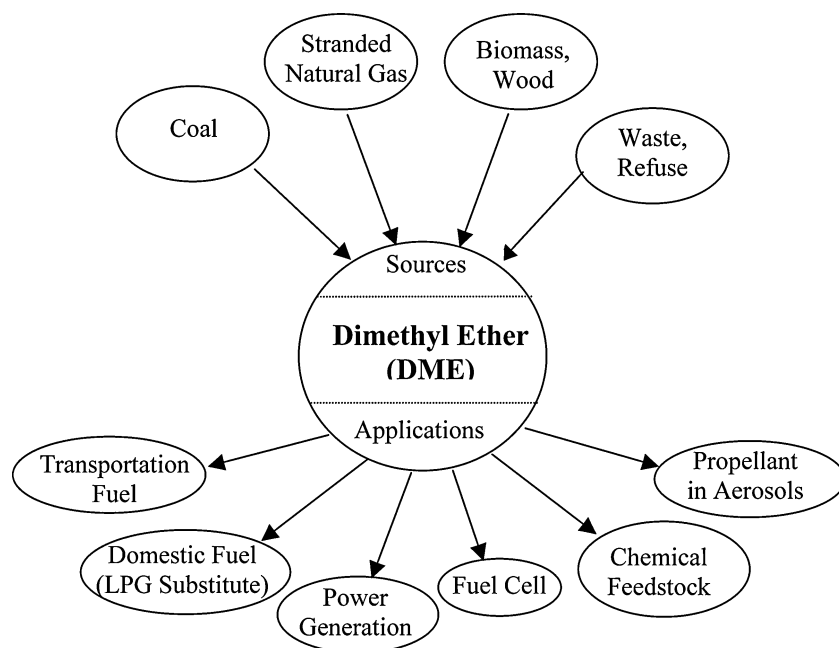 Stranded
Natural Gas
Biomass,
Wood
Coal
Waste,
Refuse
Sources
Dimethyl Ether
(DME)
Applications
Transportation
Fuel
Propellant
in Aerosols
Domestic Fuel
(LPG Substitute)
Power
Generation
Fuel Cell
Chemical
Feedstock